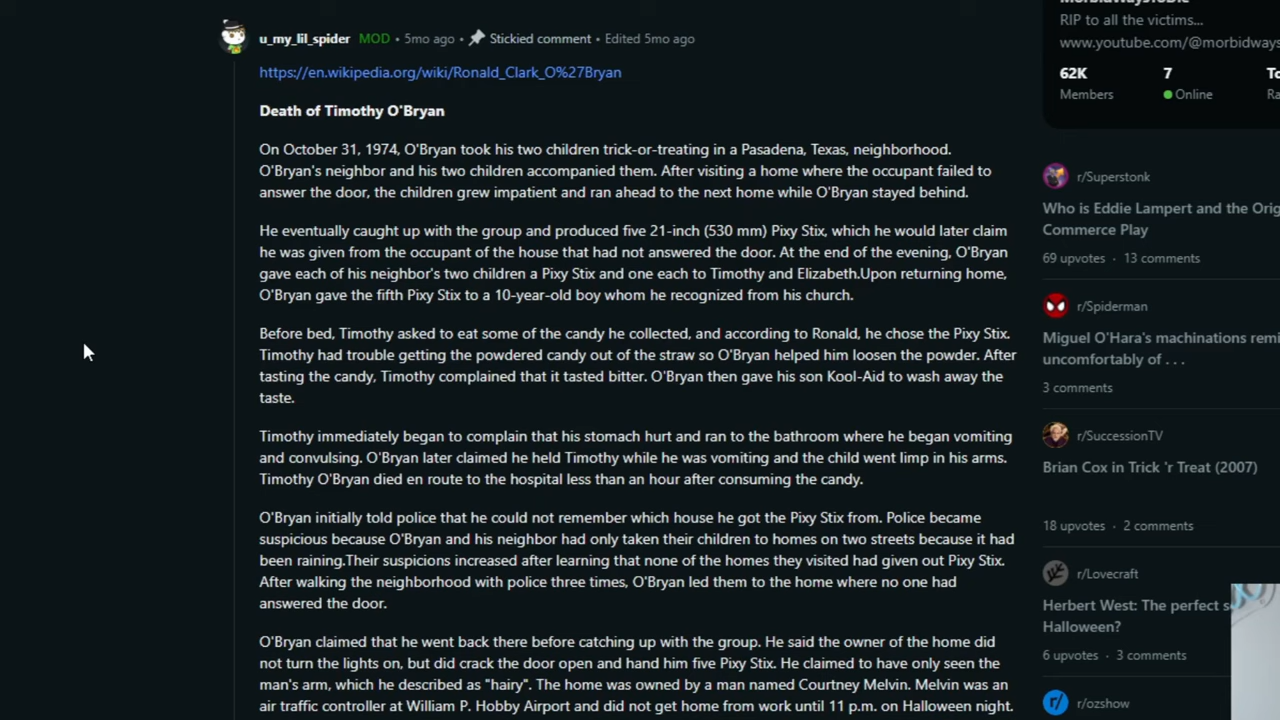 MorbidWaysToDie
u_my_lil_spider MOD • 5mo ago • Stickied comment • Edited 5mo ago
https://en.wikipedia.org/wiki/Ronald_Clark_O%27Bryan
Death of Timothy O'Bryan
On October 31, 1974, O'Bryan took his two children trick-or-treating in a Pasadena, Texas, neighborhood.
O'Bryan's neighbor and his two children accompanied them. After visiting a home where the occupant failed to
answer the door, the children grew impatient and ran ahead to the next home while O'Bryan stayed behind.
He eventually caught up with the group and produced five 21-inch (530 mm) Pixy Stix, which he would later claim
he was given from the occupant of the house that had not answered the door. At the end of the evening, O'Bryan
gave each of his neighbor's two children a Pixy Stix and one each to Timothy and Elizabeth.Upon returning home,
O'Bryan gave the fifth Pixy Stix to a 10-year-old boy whom he recognized from his church.
Before bed, Timothy asked to eat some of the candy he collected, and according to Ronald, he chose the Pixy Stix.
Timothy had trouble getting the powdered candy out of the straw so O'Bryan helped him loosen the powder. After
tasting the candy, Timothy complained that it tasted bitter. O'Bryan then gave his son Kool-Aid to wash away the
taste.
Timothy immediately began to complain that his stomach hurt and ran to the bathroom where he began vomiting
and convulsing. O'Bryan later claimed he held Timothy while he was vomiting and the child went limp in his arms.
Timothy O'Bryan died en route to the hospital less than an hour after consuming the candy.
O'Bryan initially told police that he could not remember which house he got the Pixy Stix from. Police became
suspicious because O'Bryan and his neighbor had only taken their children to homes on two streets because it had
been raining.Their suspicions increased after learning that none of the homes they visited had given out Pixy Stix.
After walking the neighborhood with police three times, O'Bryan led them to the home where no one had
answered the door.
O'Bryan claimed that he went back there before catching up with the group. He said the owner of the home did
not turn the lights on, but did crack the door open and hand him five Pixy Stix. He claimed to have only seen the
man's arm, which he described as "hairy". The home was owned by a man named Courtney Melvin. Melvin was an
air traffic controller at William P. Hobby Airport and did not get home from work until 11 p.m. on Halloween night.
RIP to all the victims...
www.youtube.com/@morbidways
62K 7 To
Members Online Ra
r/Superstonk
Who is Eddie Lampert and the Orig
Commerce Play
69 upvotes · 13 comments
r/Spiderman
Miguel O'Hara's machinations remi
uncomfortably of . . .
3 comments
r/SuccessionTV
Brian Cox in Trick 'r Treat (2007)
18 upvotes · 2 comments
r/Lovecraft
Herbert West: The perfect s
Halloween?
6 upvotes · 3 comments
r/ozshow